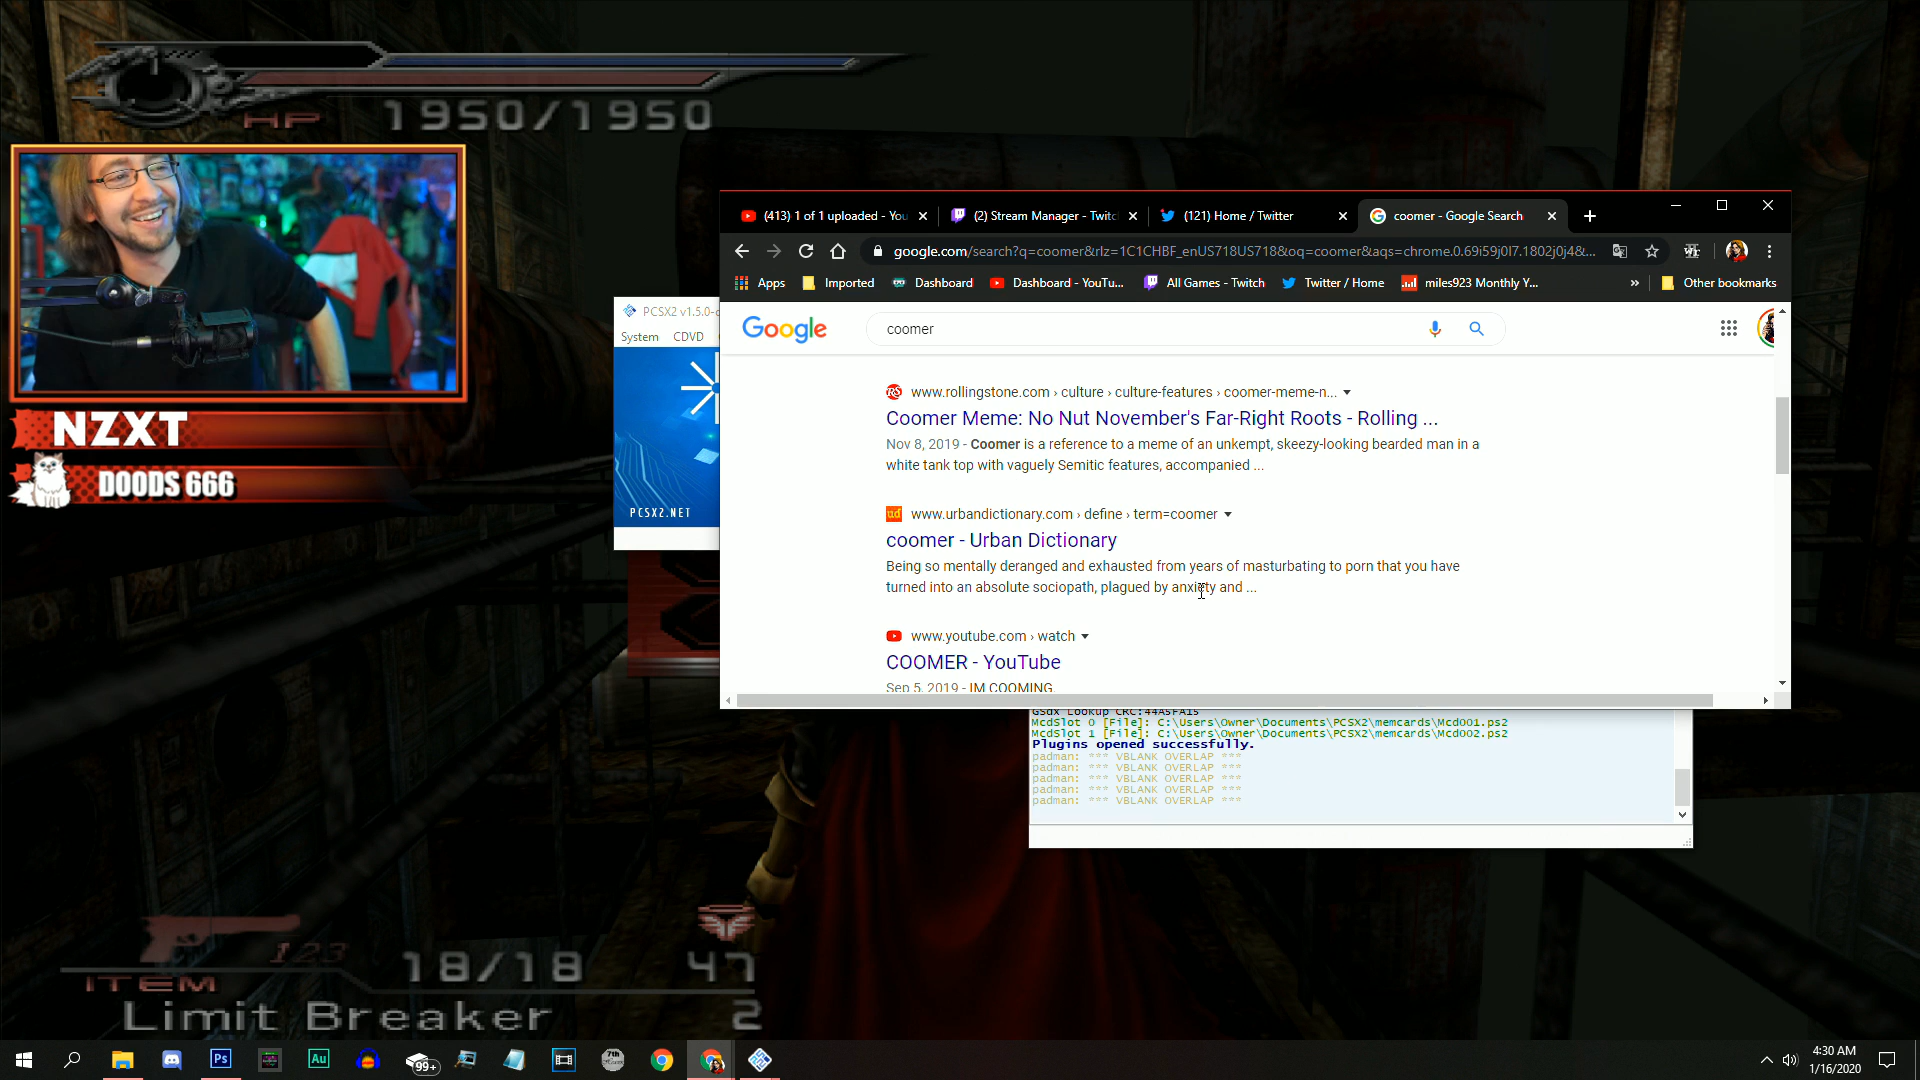 HP 1950/1950
NZXT
DOODS 666
PCSX2 v1.5.0-
System CDVD
PCSX2.NET
(413) 1 of 1 uploaded - You
(2) Stream Manager - Twitc
(121) Home / Twitter
coomer - Google Search
google.com/search?q=coomer&rlz=1C1CHBF_enUS718US718&oq=coomer&aqs=chrome.0.69i59j0l7.1802j0j4&...
Apps Imported Dashboard Dashboard - YouTu... All Games - Twitch Twitter / Home miles923 Monthly Y... » Other bookmarks
Google coomer
www.rollingstone.com › culture › culture-features › coomer-meme-n...
Coomer Meme: No Nut November's Far-Right Roots - Rolling ...
Nov 8, 2019 - Coomer is a reference to a meme of an unkempt, skeezy-looking bearded man in a
white tank top with vaguely Semitic features, accompanied ...
ud www.urbandictionary.com › define › term=coomer
coomer - Urban Dictionary
Being so mentally deranged and exhausted from years of masturbating to porn that you have
turned into an absolute sociopath, plagued by anxiety and ...
www.youtube.com › watch
COOMER - YouTube
Sep 5, 2019 - IM COOMING.
GSdx Lookup CRC:44A5FA15
McdSlot 0 [File]: C:\Users\Owner\Documents\PCSX2\memcards\Mcd001.ps2
McdSlot 1 [File]: C:\Users\Owner\Documents\PCSX2\memcards\Mcd002.ps2
Plugins opened successfully.
padman: *** VBLANK OVERLAP ***
padman: *** VBLANK OVERLAP ***
padman: *** VBLANK OVERLAP ***
padman: *** VBLANK OVERLAP ***
padman: *** VBLANK OVERLAP ***
123 18/18 47
ITEM
Limit Breaker 2
Ps Au 99+ 7th
4:30 AM
1/16/2020